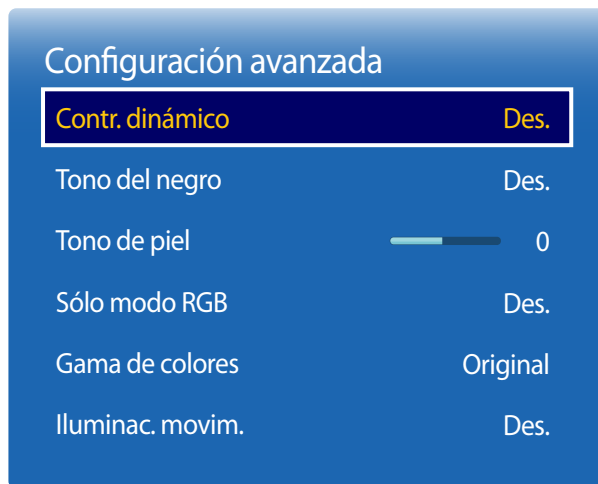 Configuración avanzada
Contr. dinámico Des.
Tono del negro Des.
Tono de piel 0
Sólo modo RGB Des.
Gama de colores Original
Iluminac. movim. Des.